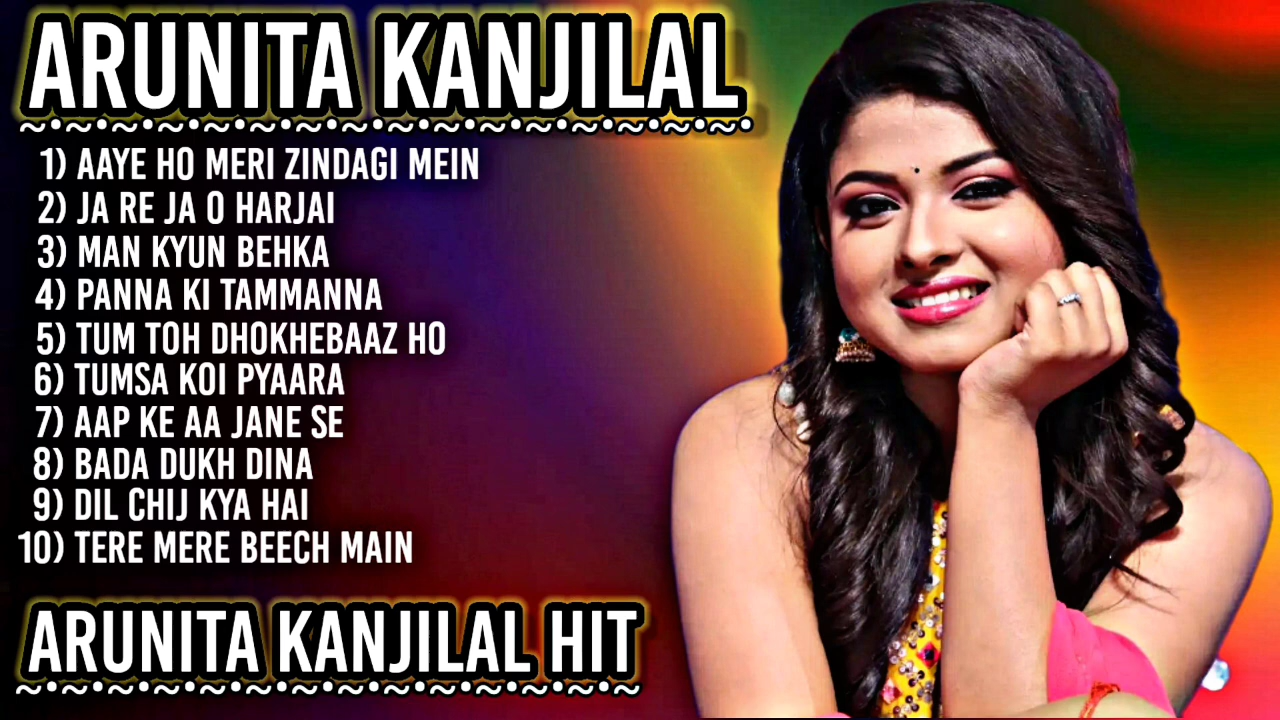 ARUNITA KANJILAL
1) AAYE HO MERI ZINDAGI MEIN
2) JA RE JA O HARJAI
3) MAN KYUN BEHKA
4) PANNA KI TAMMANNA
5) TUM TOH DHOKHEBAAZ HO
6) TUMSA KOI PYAARA
7) AAP KE AA JANE SE
8) BADA DUKH DINA
9) DIL CHIJ KYA HAI
10) TERE MERE BEECH MAIN
ARUNITA KANJILAL HIT